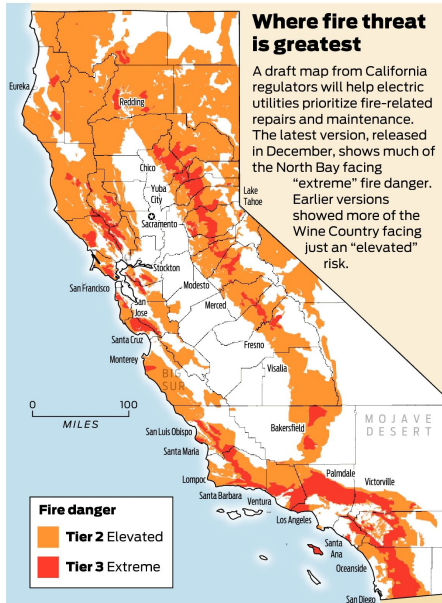 Where fire threat
is greatest
A draft map from California
regulators will help electric
utilities prioritize fire-related
repairs and maintenance.
The latest version, released
in December, shows much of
the North Bay facing
“extreme” fire danger.
Earlier versions
showed more of the
Wine Country facing
just an “elevated”
risk.
Eureka
Redding
Chico
Yuba
City
Lake
Tahoe
Sacramento
Stockton
San Francisco
Modesto
San
Jose
Merced
Santa Cruz
Fresno
Monterey
Visalia
BIG
SUR
0 100
MILES
MOJAVE
DESERT
San Luis Obispo
Bakersfield
Santa Maria
Lompoc
Palmdale
Victorville
Santa Barbara
Ventura
Los Angeles
Santa
Ana
Oceanside
San Diego
Fire danger
Tier 2 Elevated
Tier 3 Extreme